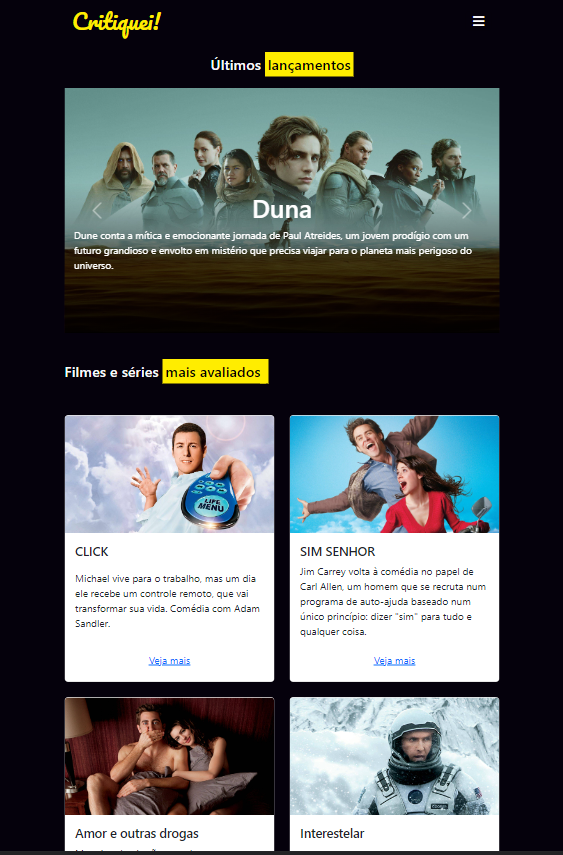 Critiquei!
Últimos lançamentos
Duna
Dune conta a mítica e emocionante jornada de Paul Atreides, um jovem prodígio com um
futuro grandioso e envolto em mistério que precisa viajar para o planeta mais perigoso do
universo.
Filmes e séries mais avaliados
LIFE
MENU
CLICK
Michael vive para o trabalho, mas um dia
ele recebe um controle remoto, que vai
transformar sua vida. Comédia com Adam
Sandler.
Veja mais
SIM SENHOR
Jim Carrey volta à comédia no papel de
Carl Allen, um homem que se recruta num
programa de auto-ajuda baseado num
único princípio: dizer "sim" para tudo e
qualquer coisa.
Veja mais
Amor e outras drogas
Interestelar